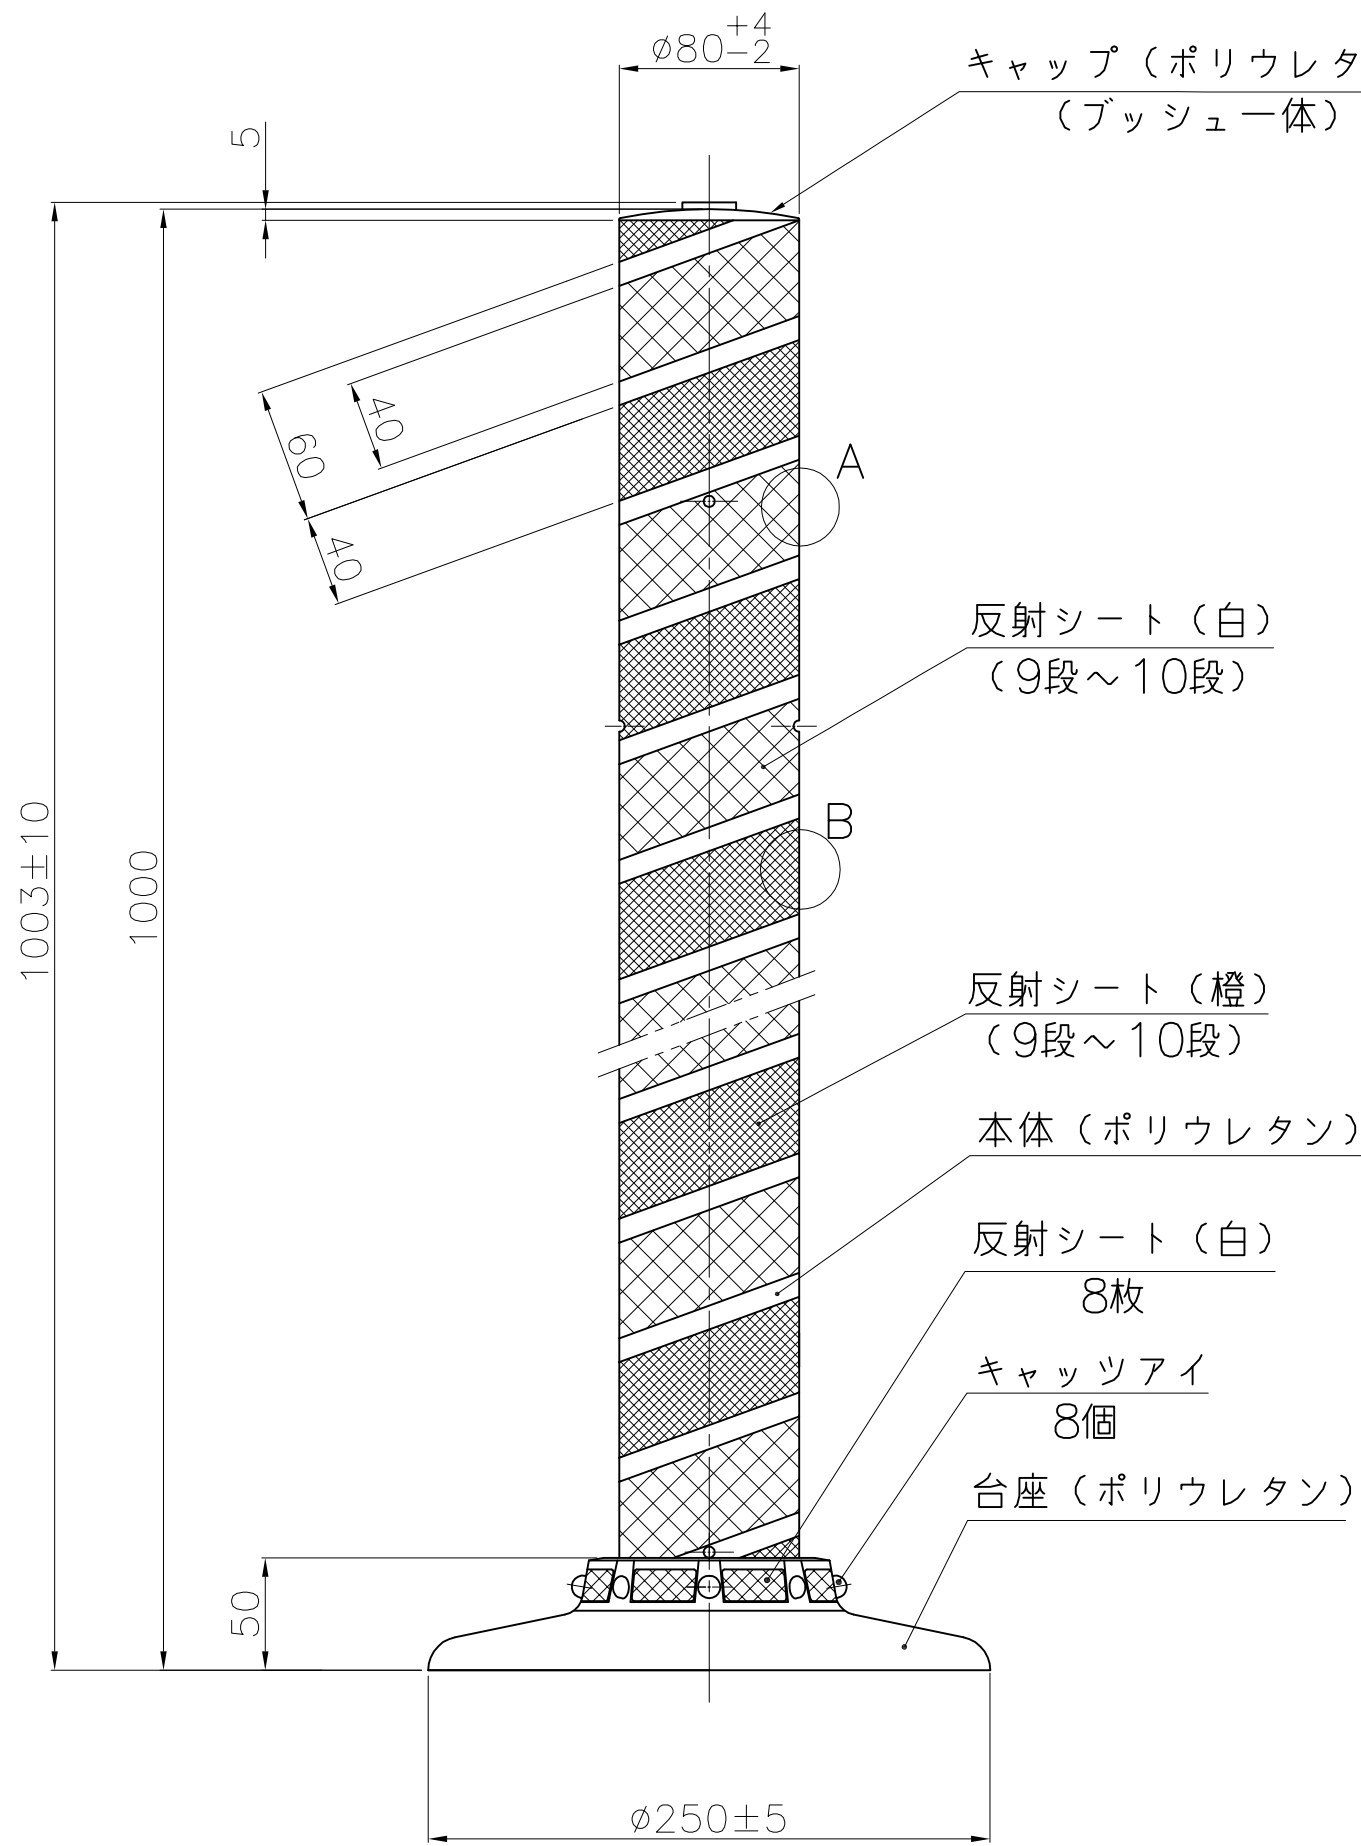 +4
ø80-2
キャップ（ポリウレタ
（ブッシュ一体）
5
40
60
40
A
反射シート（白）
（9段～10段）
B
1003±10
1000
反射シート（橙）
（9段～10段）
本体（ポリウレタン）
反射シート（白）
8枚
キャッツアイ
8個
台座（ポリウレタン）
50
ø250±5